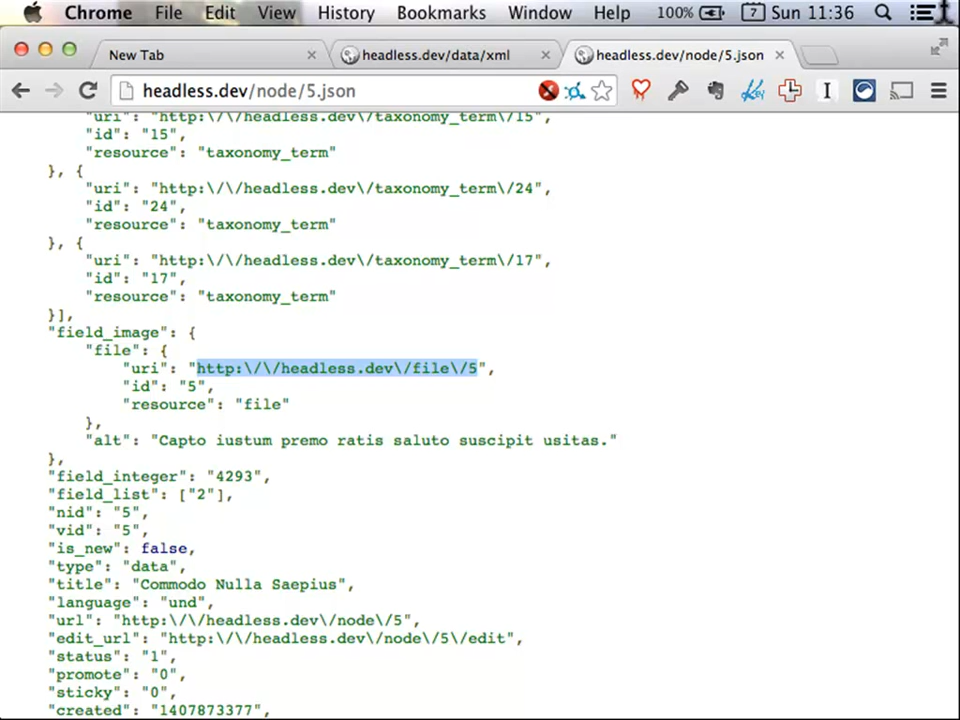 Chrome File Edit View History Bookmarks Window Help 100% 7 Sun 11:36
New Tab headless.dev/data/xml headless.dev/node/5.json
headless.dev/node/5.json
"uri": "http:\/\/headless.dev\/taxonomy_term\/15",
"id": "15",
"resource": "taxonomy_term"
}, {
"uri": "http:\/\/headless.dev\/taxonomy_term\/24",
"id": "24",
"resource": "taxonomy_term"
}, {
"uri": "http:\/\/headless.dev\/taxonomy_term\/17",
"id": "17",
"resource": "taxonomy_term"
}],
"field_image": {
"file": {
"uri": "http:\/\/headless.dev\/file\/5",
"id": "5",
"resource": "file"
},
"alt": "Capto iustum premo ratis saluto suscipit usitas."
},
"field_integer": "4293",
"field_list": ["2"],
"nid": "5",
"vid": "5",
"is_new": false,
"type": "data",
"title": "Commodo Nulla Saepius",
"language": "und",
"url": "http:\/\/headless.dev\/node\/5",
"edit_url": "http:\/\/headless.dev\/node\/5\/edit",
"status": "1",
"promote": "0",
"sticky": "0",
"created": "1407873377",